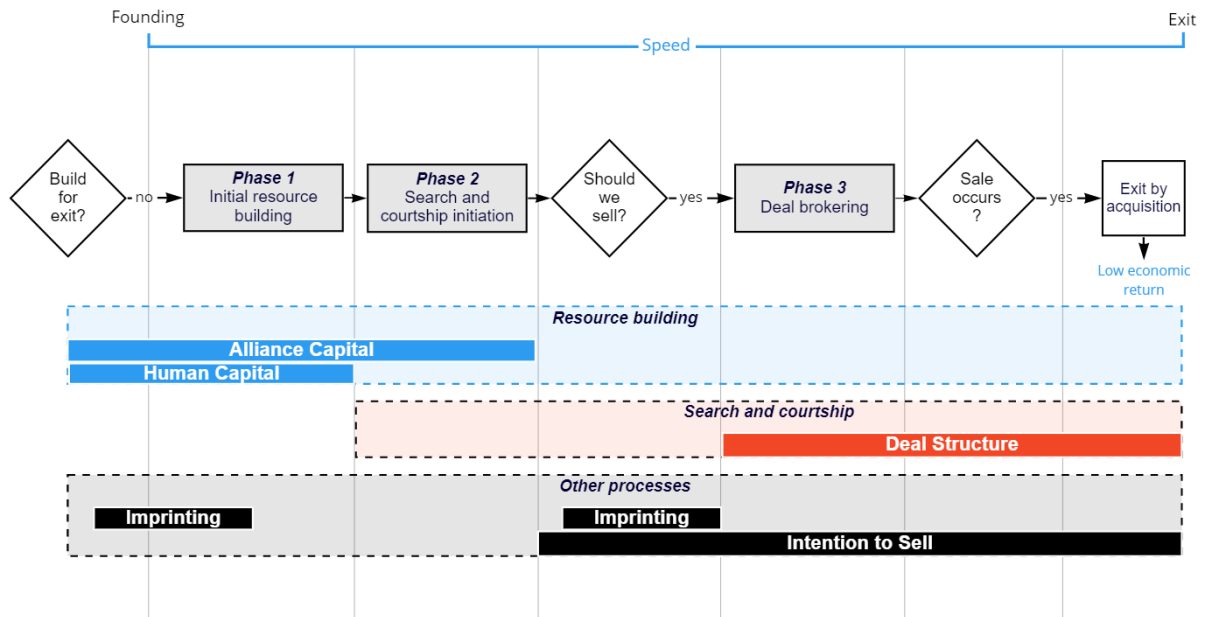 Founding
Exit
Speed
Build
for
exit?
no
Phase 1
Initial resource
building
Phase 2
Search and
courtship initiation
Should
we
sell?
yes
Phase 3
Deal brokering
Sale
occurs
?
yes
Exit by
acquisition
Low economic
return
Resource building
Alliance Capital
Human Capital
Search and courtship
Deal Structure
Other processes
Imprinting
Imprinting
Intention to Sell